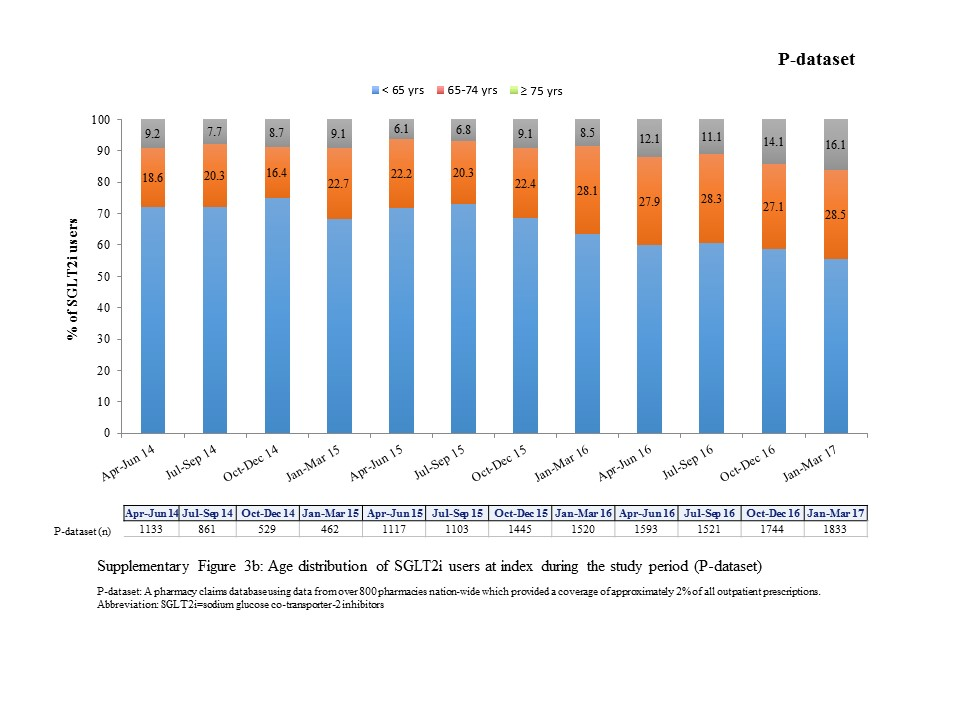 P-dataset
< 65 yrs 65-74 yrs ≥ 75 yrs
% of SGLT2i users
100
90
80
70
60
50
40
30
20
10
0
9.2 7.7 8.7 9.1 6.1 6.8 9.1 8.5 12.1 11.1 14.1 16.1
18.6 20.3 16.4 22.7 22.2 20.3 22.4 28.1 27.9 28.3 27.1 28.5
Apr-Jun 14 Jul-Sep 14 Oct-Dec 14 Jan-Mar 15 Apr-Jun 15 Jul-Sep 15 Oct-Dec 15 Jan-Mar 16 Apr-Jun 16 Jul-Sep 16 Oct-Dec 16 Jan-Mar 17
Apr-Jun 14 Jul-Sep 14 Oct-Dec 14 Jan-Mar 15 Apr-Jun 15 Jul-Sep 15 Oct-Dec 15 Jan-Mar 16 Apr-Jun 16 Jul-Sep 16 Oct-Dec 16 Jan-Mar 17
P-dataset (n) 1133 861 529 462 1117 1103 1445 1520 1593 1521 1744 1833
Supplementary Figure 3b: Age distribution of SGLT2i users at index during the study period (P-dataset)
P-dataset: A pharmacy claims database using data from over 800 pharmacies nation-wide which provided a coverage of approximately 2% of all outpatient prescriptions.
Abbreviation: SGLT2i=sodium glucose co-transporter-2 inhibitors